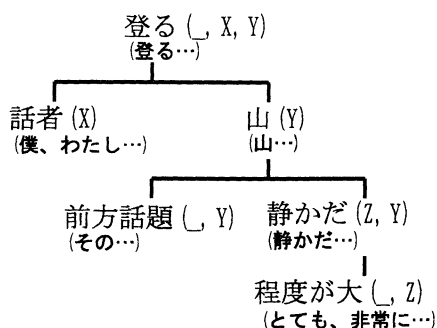 登る (_, X, Y)
(登る…)
話者 (X)
(僕、わたし…)
山 (Y)
(山…)
前方話題 (_, Y)
(その…)
静かだ (Z, Y)
(静かだ…)
程度が大 (_, Z)
(とても、非常に…)